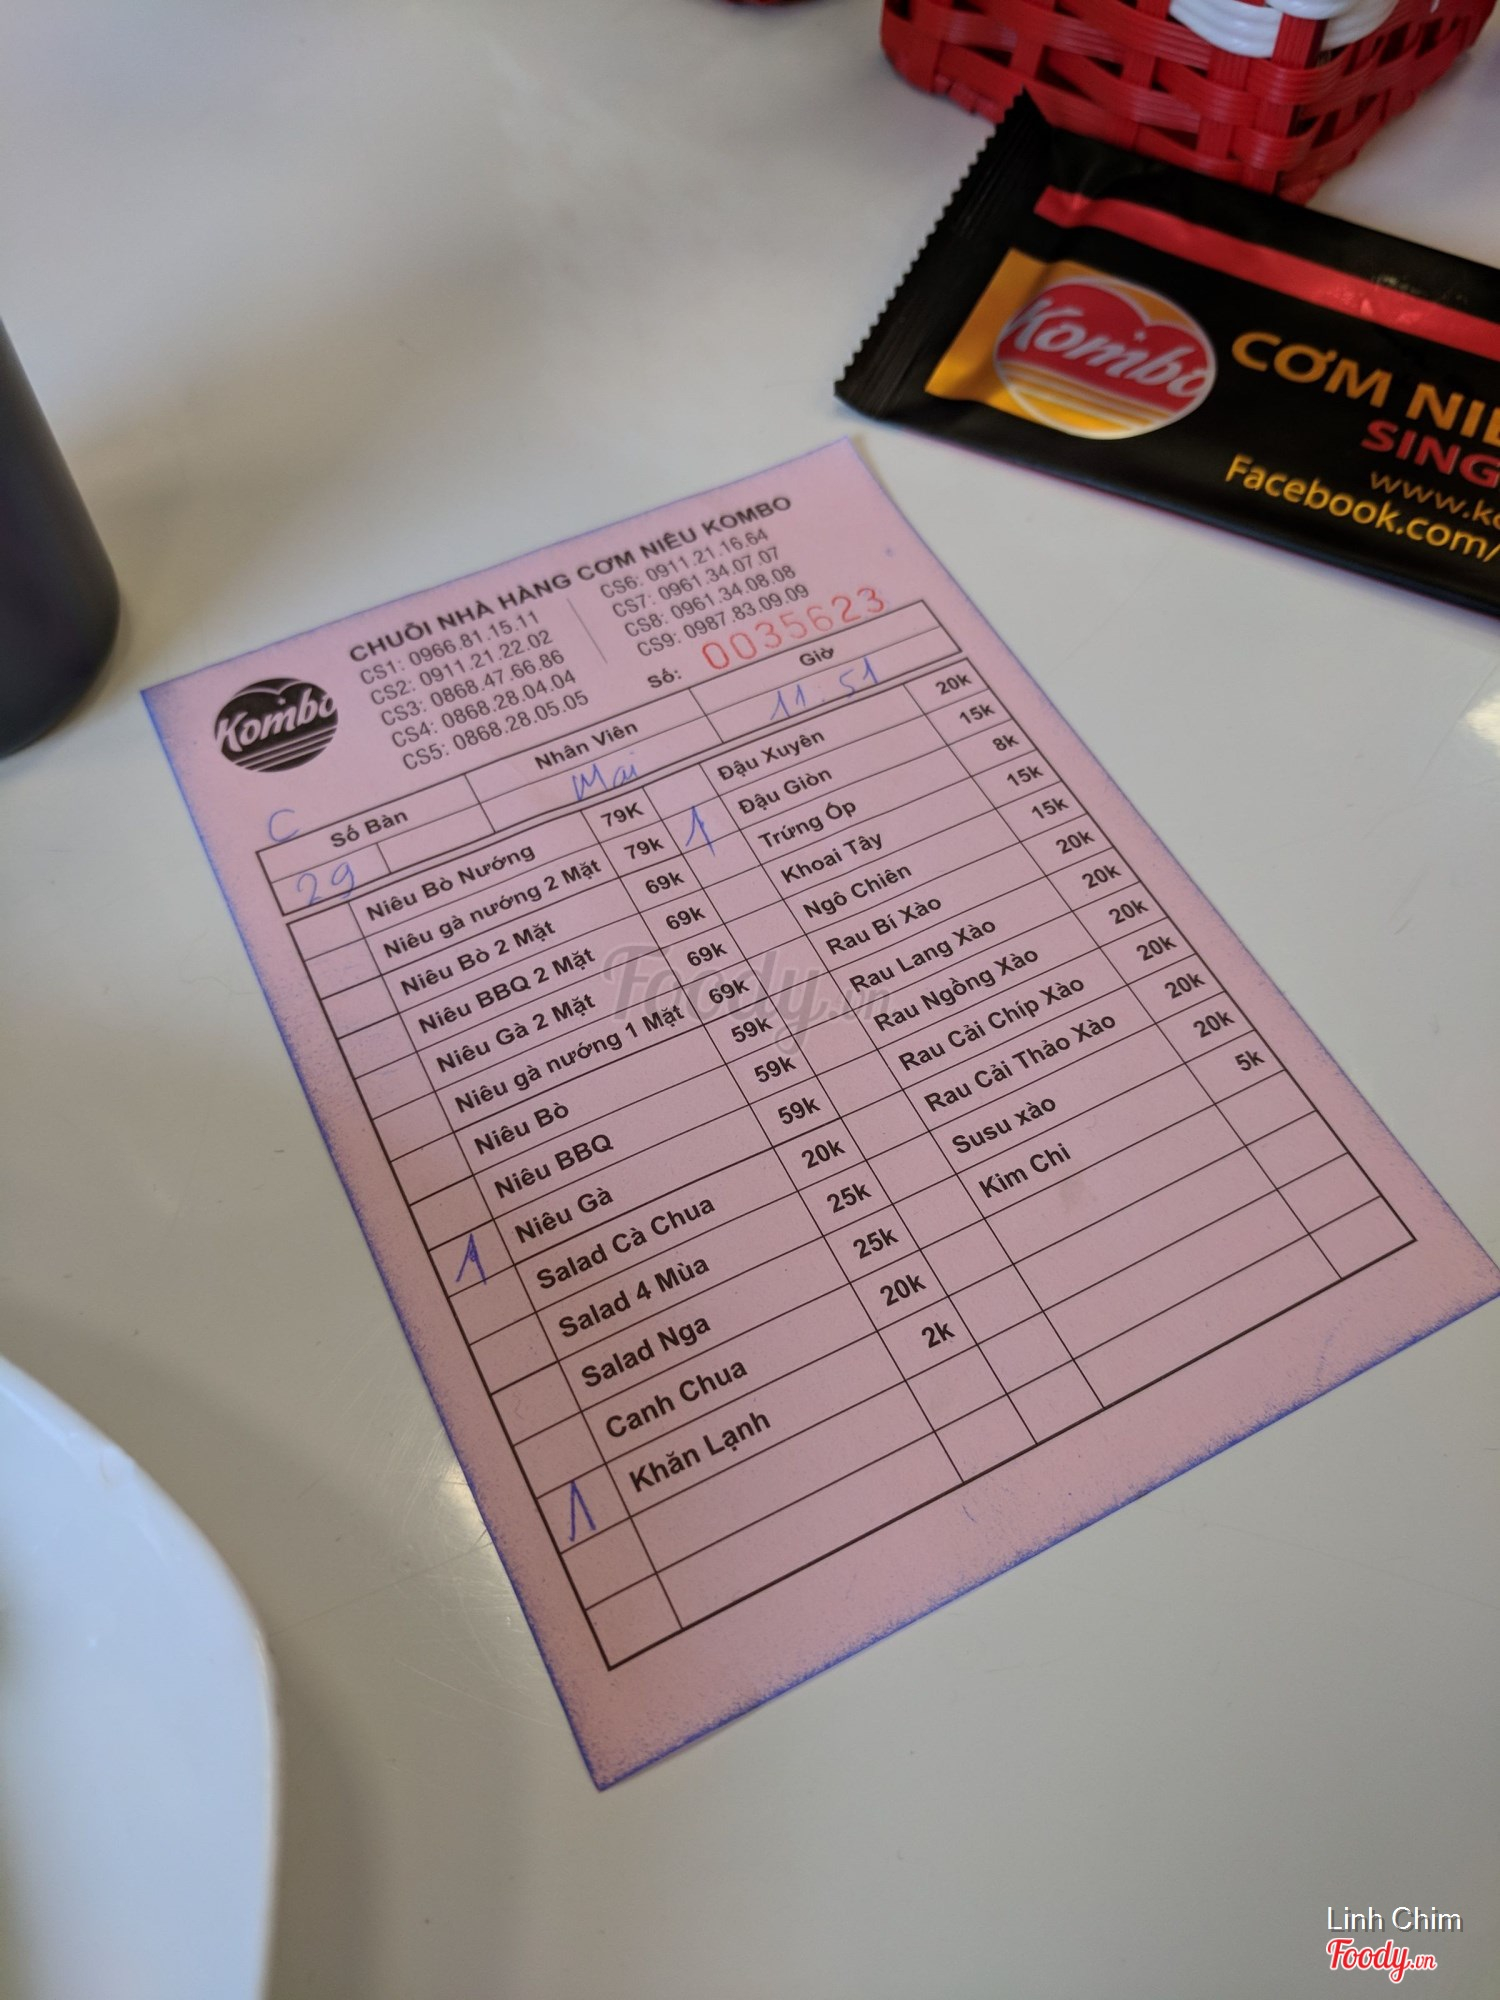 Kombo
CƠM NIÊ
SING
www.ko
Facebook.com/
CHUỖI NHÀ HÀNG CƠM NIÊU KOMBO
CS1: 0966.81.15.11
CS2: 0911.21.22.02
CS3: 0868.47.66.86
CS4: 0868.28.04.04
CS5: 0868.28.05.05
CS6: 0911.21.16.64
CS7: 0961.34.07.07
CS8: 0961.34.08.08
CS9: 0987.83.09.09
Kombo
Số: 0035623
C
Số Bàn Nhân Viên Giờ
29 Mai 11:51
Niêu Bò Nướng 79K
Niêu gà nướng 2 Mặt 79k
Niêu Bò 2 Mặt 69k
Niêu BBQ 2 Mặt 69k
Niêu Gà 2 Mặt 69k
Niêu gà nướng 1 Mặt 69k
Niêu Bò 59k
Niêu BBQ 59k
1 Niêu Gà 59k
Salad Cà Chua 20k
Salad 4 Mùa 25k
Salad Nga 25k
Canh Chua 20k
1 Khăn Lạnh 2k
Đậu Xuyên 20k
1 Đậu Giòn 15k
Trứng Ốp 8k
Khoai Tây 15k
Ngô Chiên 15k
Rau Bí Xào 20k
Rau Lang Xào 20k
Rau Ngồng Xào 20k
Rau Cải Chíp Xào 20k
Rau Cải Thảo Xào 20k
Susu xào 20k
Kim Chi 5k
Foody.vn
Linh Chim
Foody.vn